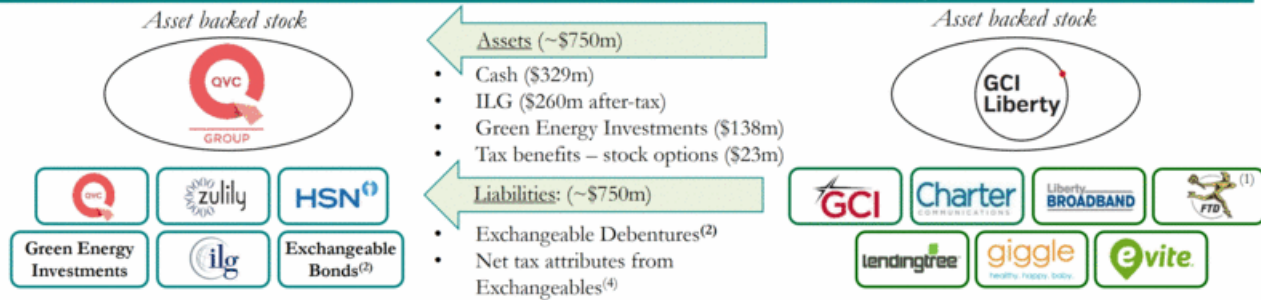 Asset backed stock
QVC
GROUP
QVC
zulily
HSN
Green Energy
Investments
ilg
Exchangeable
Bonds(2)
Assets (~$750m)
• Cash ($329m)
• ILG ($260m after-tax)
• Green Energy Investments ($138m)
• Tax benefits – stock options ($23m)
Liabilities: (~$750m)
• Exchangeable Debentures(2)
• Net tax attributes from
Exchangeables(4)
Asset backed stock
GCI
Liberty
GCI
Charter
COMMUNICATIONS
Liberty
BROADBAND
FTD
(1)
lendingtree
giggle
healthy. happy. baby.
evite.